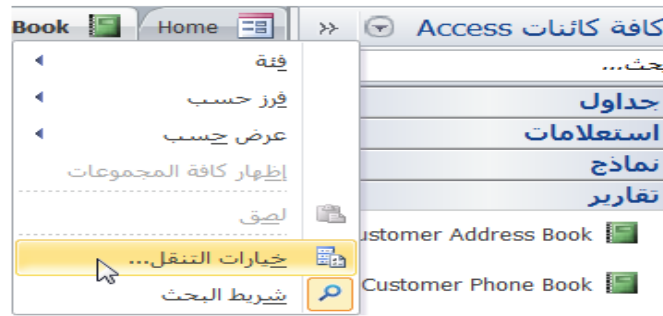 كافة كائنات Access
Home
Book
بحث...
جداول
استعلامات
نماذج
تقارير
Customer Address Book
Customer Phone Book
فئة
فرز حسب
عرض حسب
إظهار كافة المجموعات
لصق
خيارات التنقل...
شريط البحث